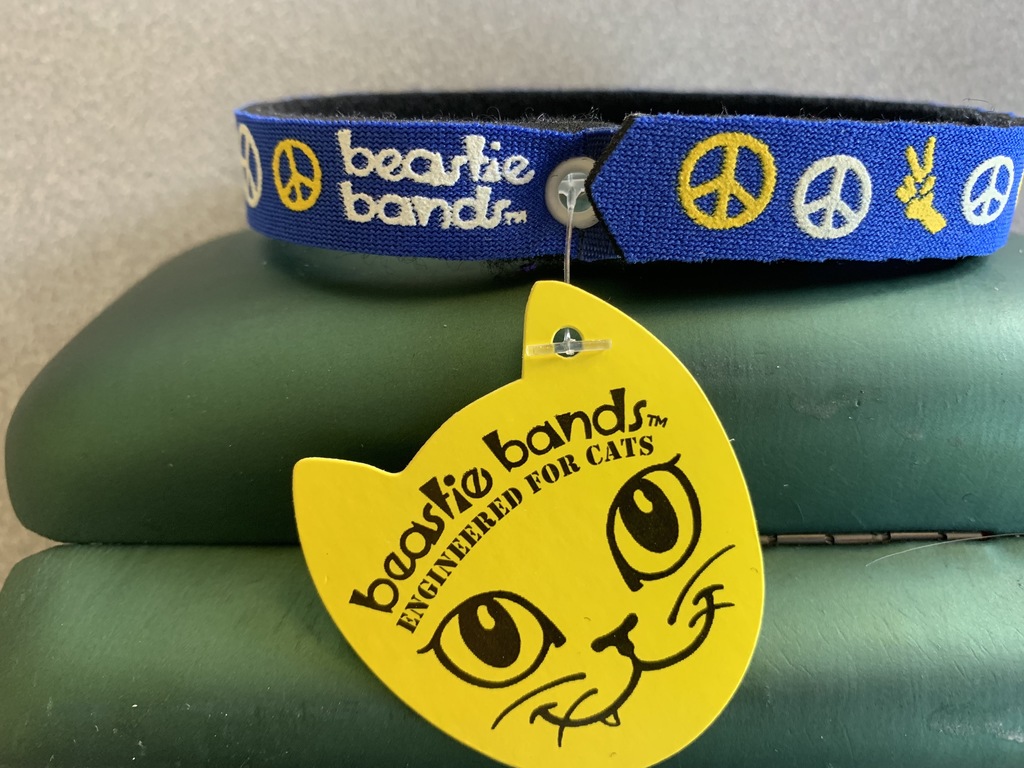 beastie
bands™
beastie bands™
ENGINEERED FOR CATS